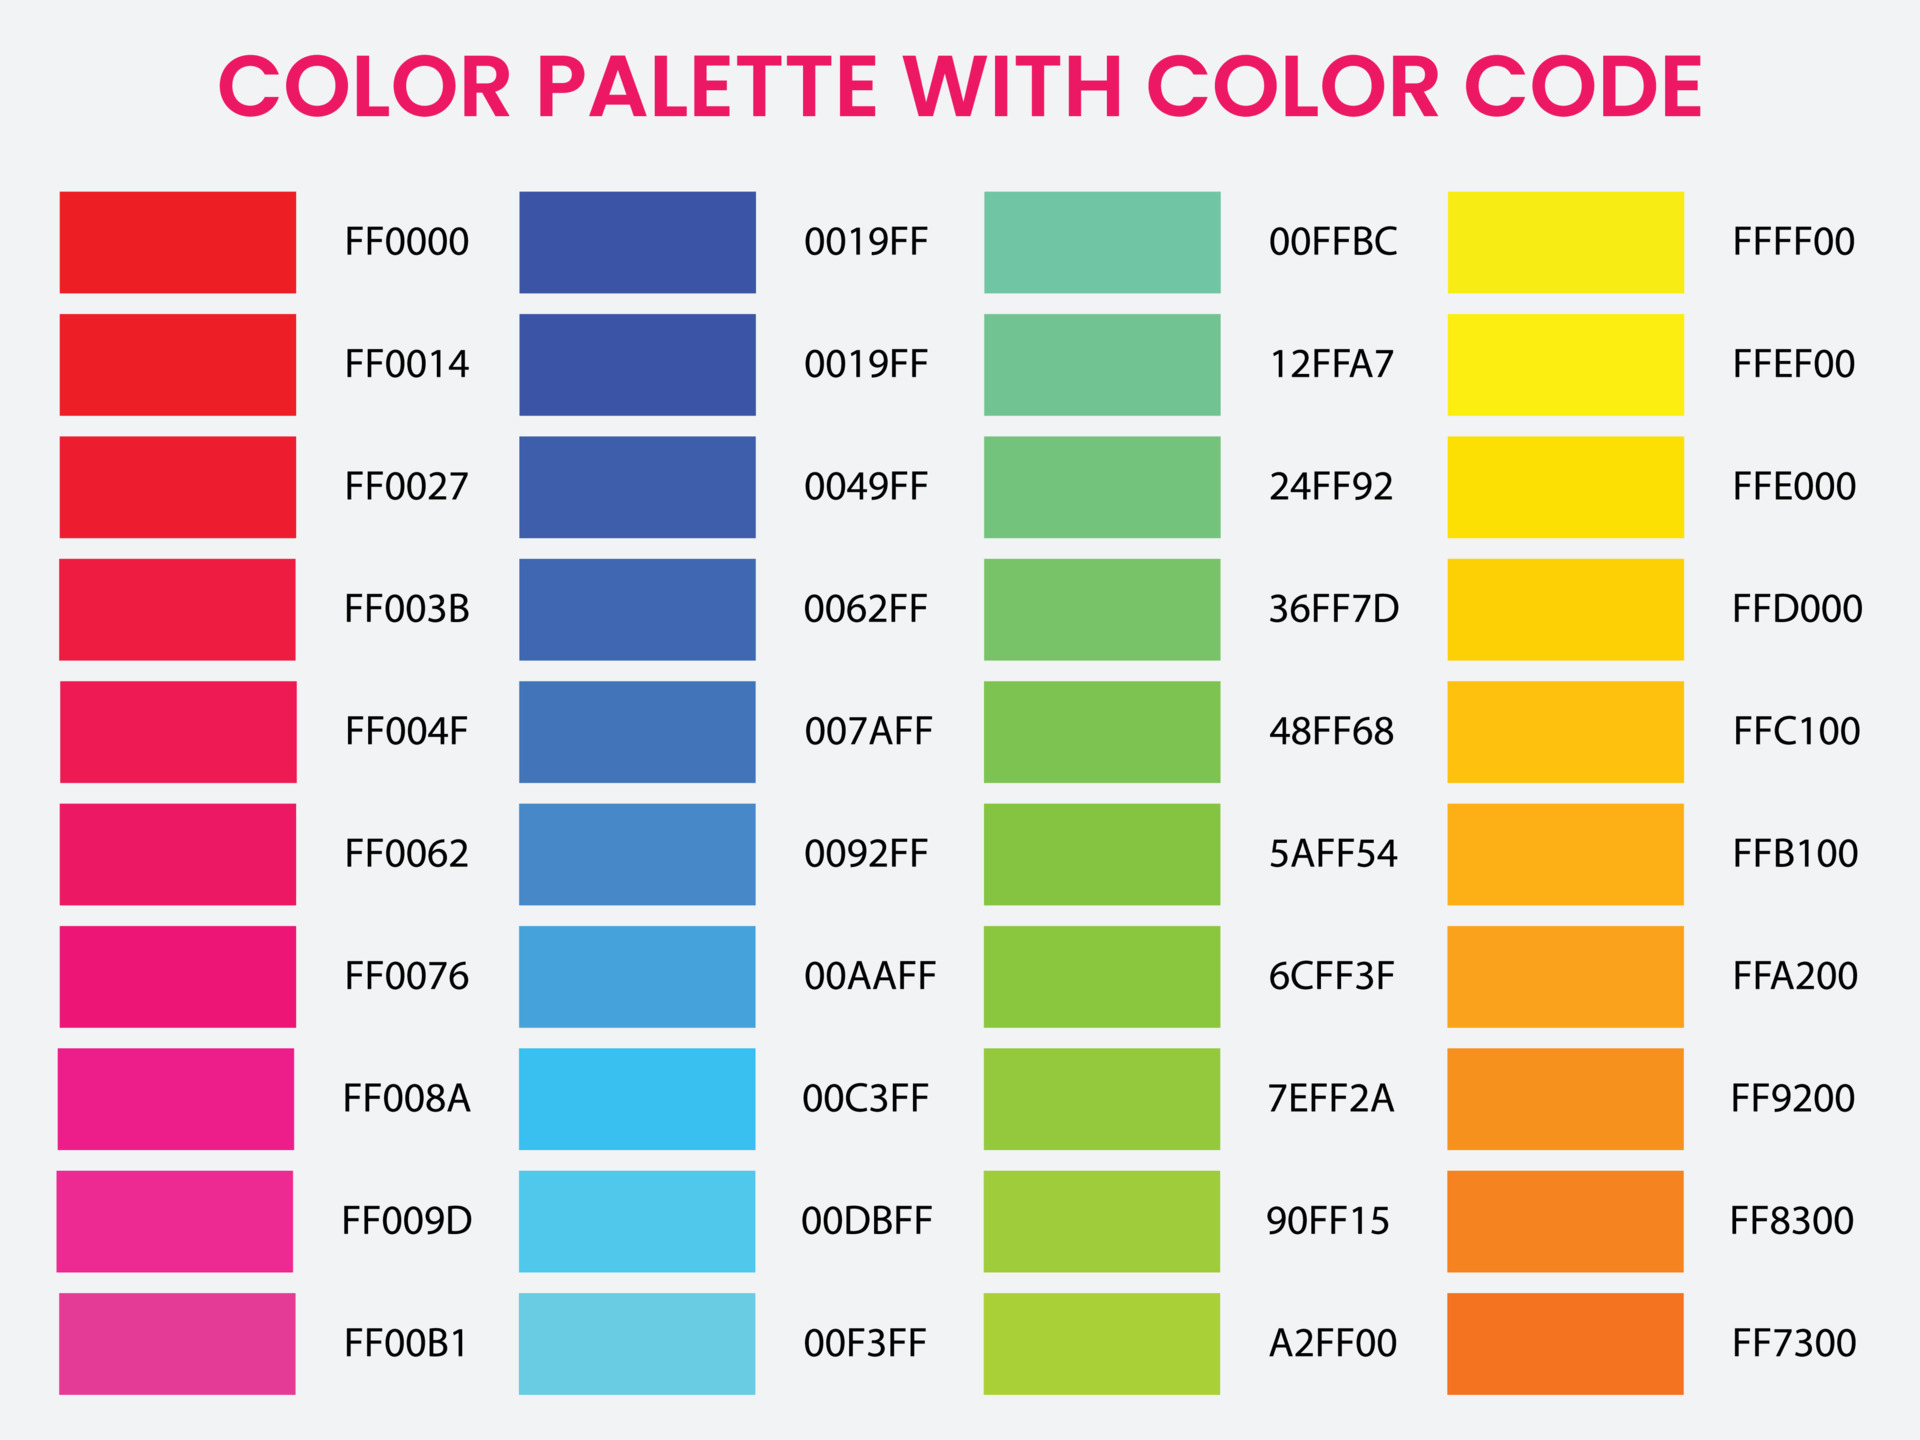 COLOR PALETTE WITH COLOR CODE
FF0000 0019FF 00FFBC FFFF00
FF0014 0019FF 12FFA7 FFEF00
FF0027 0049FF 24FF92 FFE000
FF003B 0062FF 36FF7D FFD000
FF004F 007AFF 48FF68 FFC100
FF0062 0092FF 5AFF54 FFB100
FF0076 00AAFF 6CFF3F FFA200
FF008A 00C3FF 7EFF2A FF9200
FF009D 00DBFF 90FF15 FF8300
FF00B1 00F3FF A2FF00 FF7300